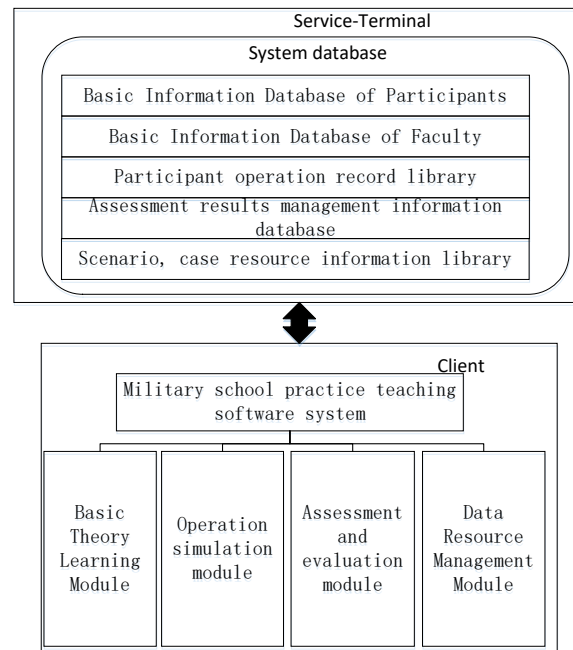 Service-Terminal
System database
Basic Information Database of Participants
Basic Information Database of Faculty
Participant operation record library
Assessment results management information
database
Scenario, case resource information library
Client
Military school practice teaching
software system
Basic
Theory
Learning
Module
Operation
simulation
module
Assessment
and
evaluation
module
Data
Resource
Management
Module